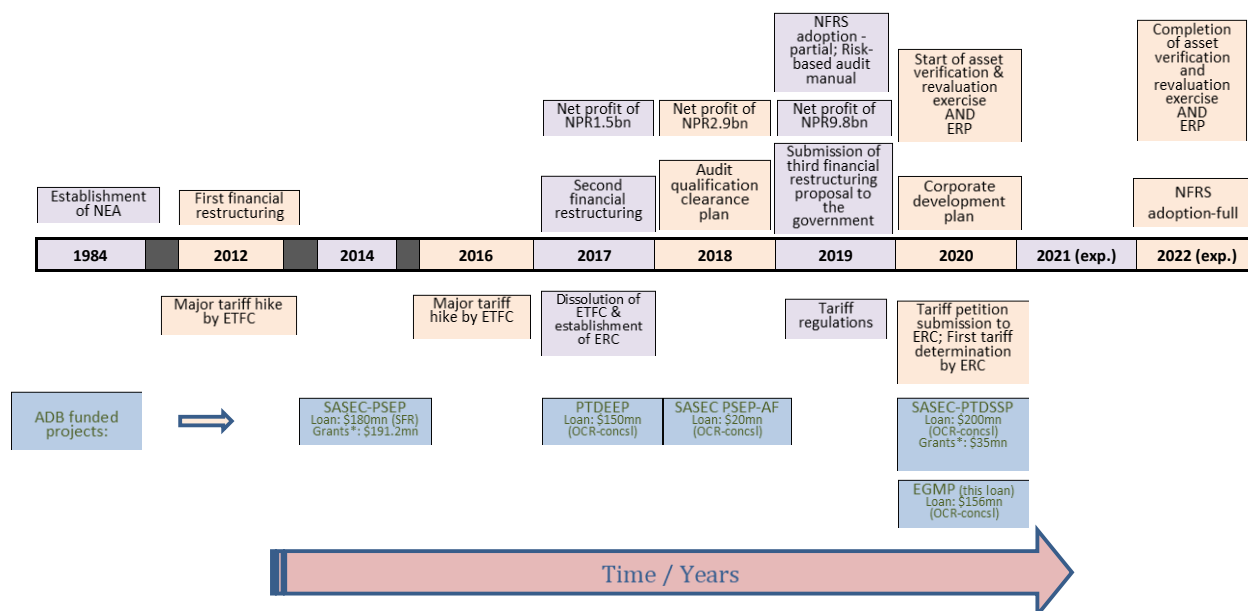 NFRS
adoption -
partial; Risk-
based audit
manual
Completion
of asset
verification
and
revaluation
exercise
AND
ERP
Start of asset
verification &
revaluation
exercise
AND
ERP
Net profit of
NPR1.5bn
Net profit of
NPR2.9bn
Net profit of
NPR9.8bn
Establishment
of NEA
First financial
restructuring
Second
financial
restructuring
Audit
qualification
clearance
plan
Submission of
third financial
restructuring
proposal to
the
government
Corporate
development
plan
NFRS
adoption-full
1984
2012
2014
2016
2017
2018
2019
2020
2021 (exp.)
2022 (exp.)
Major tariff hike
by ETFC
Major tariff
hike by ETFC
Dissolution of
ETFC &
establishment
of ERC
Tariff
regulations
Tariff petition
submission to
ERC; First tariff
determination
by ERC
ADB funded
projects:
SASEC-PSEP
Loan: $180mn (SFR)
Grants*: $191.2mn
PTDEEP
Loan: $150mn
(OCR-concsl)
SASEC PSEP-AF
Loan: $20mn
(OCR-concsl)
SASEC-PTDSSP
Loan: $200mn
(OCR-concsl)
Grants*: $35mn
EGMP (this loan)
Loan: $156mn
(OCR-concsl)
Time / Years